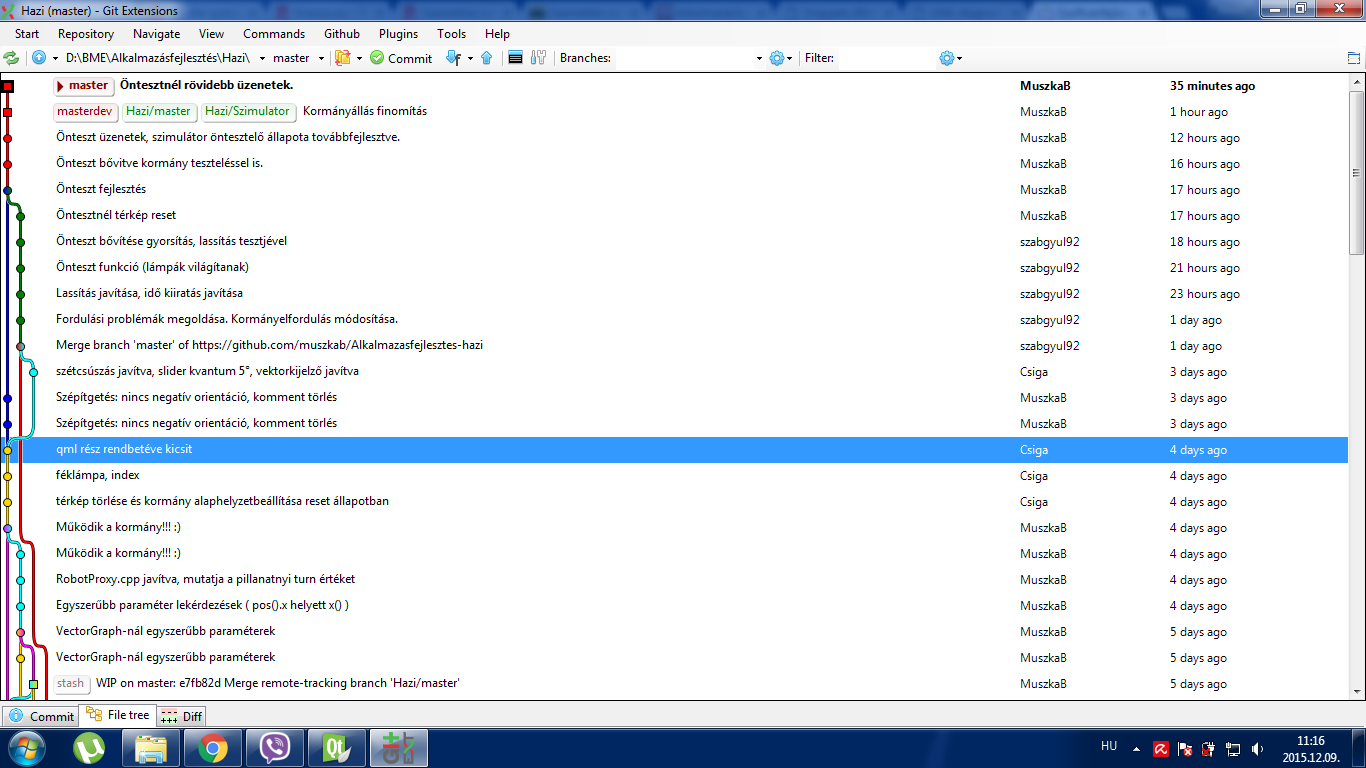 Hazi (master) - Git Extensions
Start Repository Navigate View Commands Github Plugins Tools Help
D:\BME\Alkalmazásfejlesztés\Hazi\ master Commit Branches: Filter:
master Öntesztnél rövidebb üzenetek. MuszkaB 35 minutes ago
masterdev Hazi/master Hazi/Szimulator Kormányállás finomítás MuszkaB 1 hour ago
Önteszt üzenetek, szimulátor öntesztelő állapota továbbfejlesztve. MuszkaB 12 hours ago
Önteszt bővitve kormány teszteléssel is. MuszkaB 16 hours ago
Önteszt fejlesztés MuszkaB 17 hours ago
Öntesztnél térkép reset MuszkaB 17 hours ago
Önteszt bővítése gyorsítás, lassítás tesztjével szabgyul92 18 hours ago
Önteszt funkció (lámpák világítanak) szabgyul92 21 hours ago
Lassítás javítása, idő kiiratás javítása szabgyul92 23 hours ago
Fordulási problémák megoldása. Kormányelfordulás módosítása. szabgyul92 1 day ago
Merge branch 'master' of https://github.com/muszkab/Alkalmazasfejlesztes-hazi szabgyul92 1 day ago
szétcsúszás javítva, slider kvantum 5°, vektorkijelző javítva Csiga 3 days ago
Szépítgetés: nincs negatív orientáció, komment törlés MuszkaB 3 days ago
Szépítgetés: nincs negatív orientáció, komment törlés MuszkaB 3 days ago
qml rész rendbetéve kicsit Csiga 4 days ago
féklámpa, index Csiga 4 days ago
térkép törlése és kormány alaphelyzetbeállítása reset állapotban Csiga 4 days ago
Működik a kormány!!! :) MuszkaB 4 days ago
Működik a kormány!!! :) MuszkaB 4 days ago
RobotProxy.cpp javítva, mutatja a pillanatnyi turn értéket MuszkaB 4 days ago
Egyszerűbb paraméter lekérdezések ( pos().x helyett x() ) MuszkaB 4 days ago
VectorGraph-nál egyszerűbb paraméterek MuszkaB 5 days ago
VectorGraph-nál egyszerűbb paraméterek MuszkaB 5 days ago
stash WIP on master: e7fb82d Merge remote-tracking branch 'Hazi/master' MuszkaB 5 days ago
Commit File tree Diff
HU 11:16
2015.12.09.